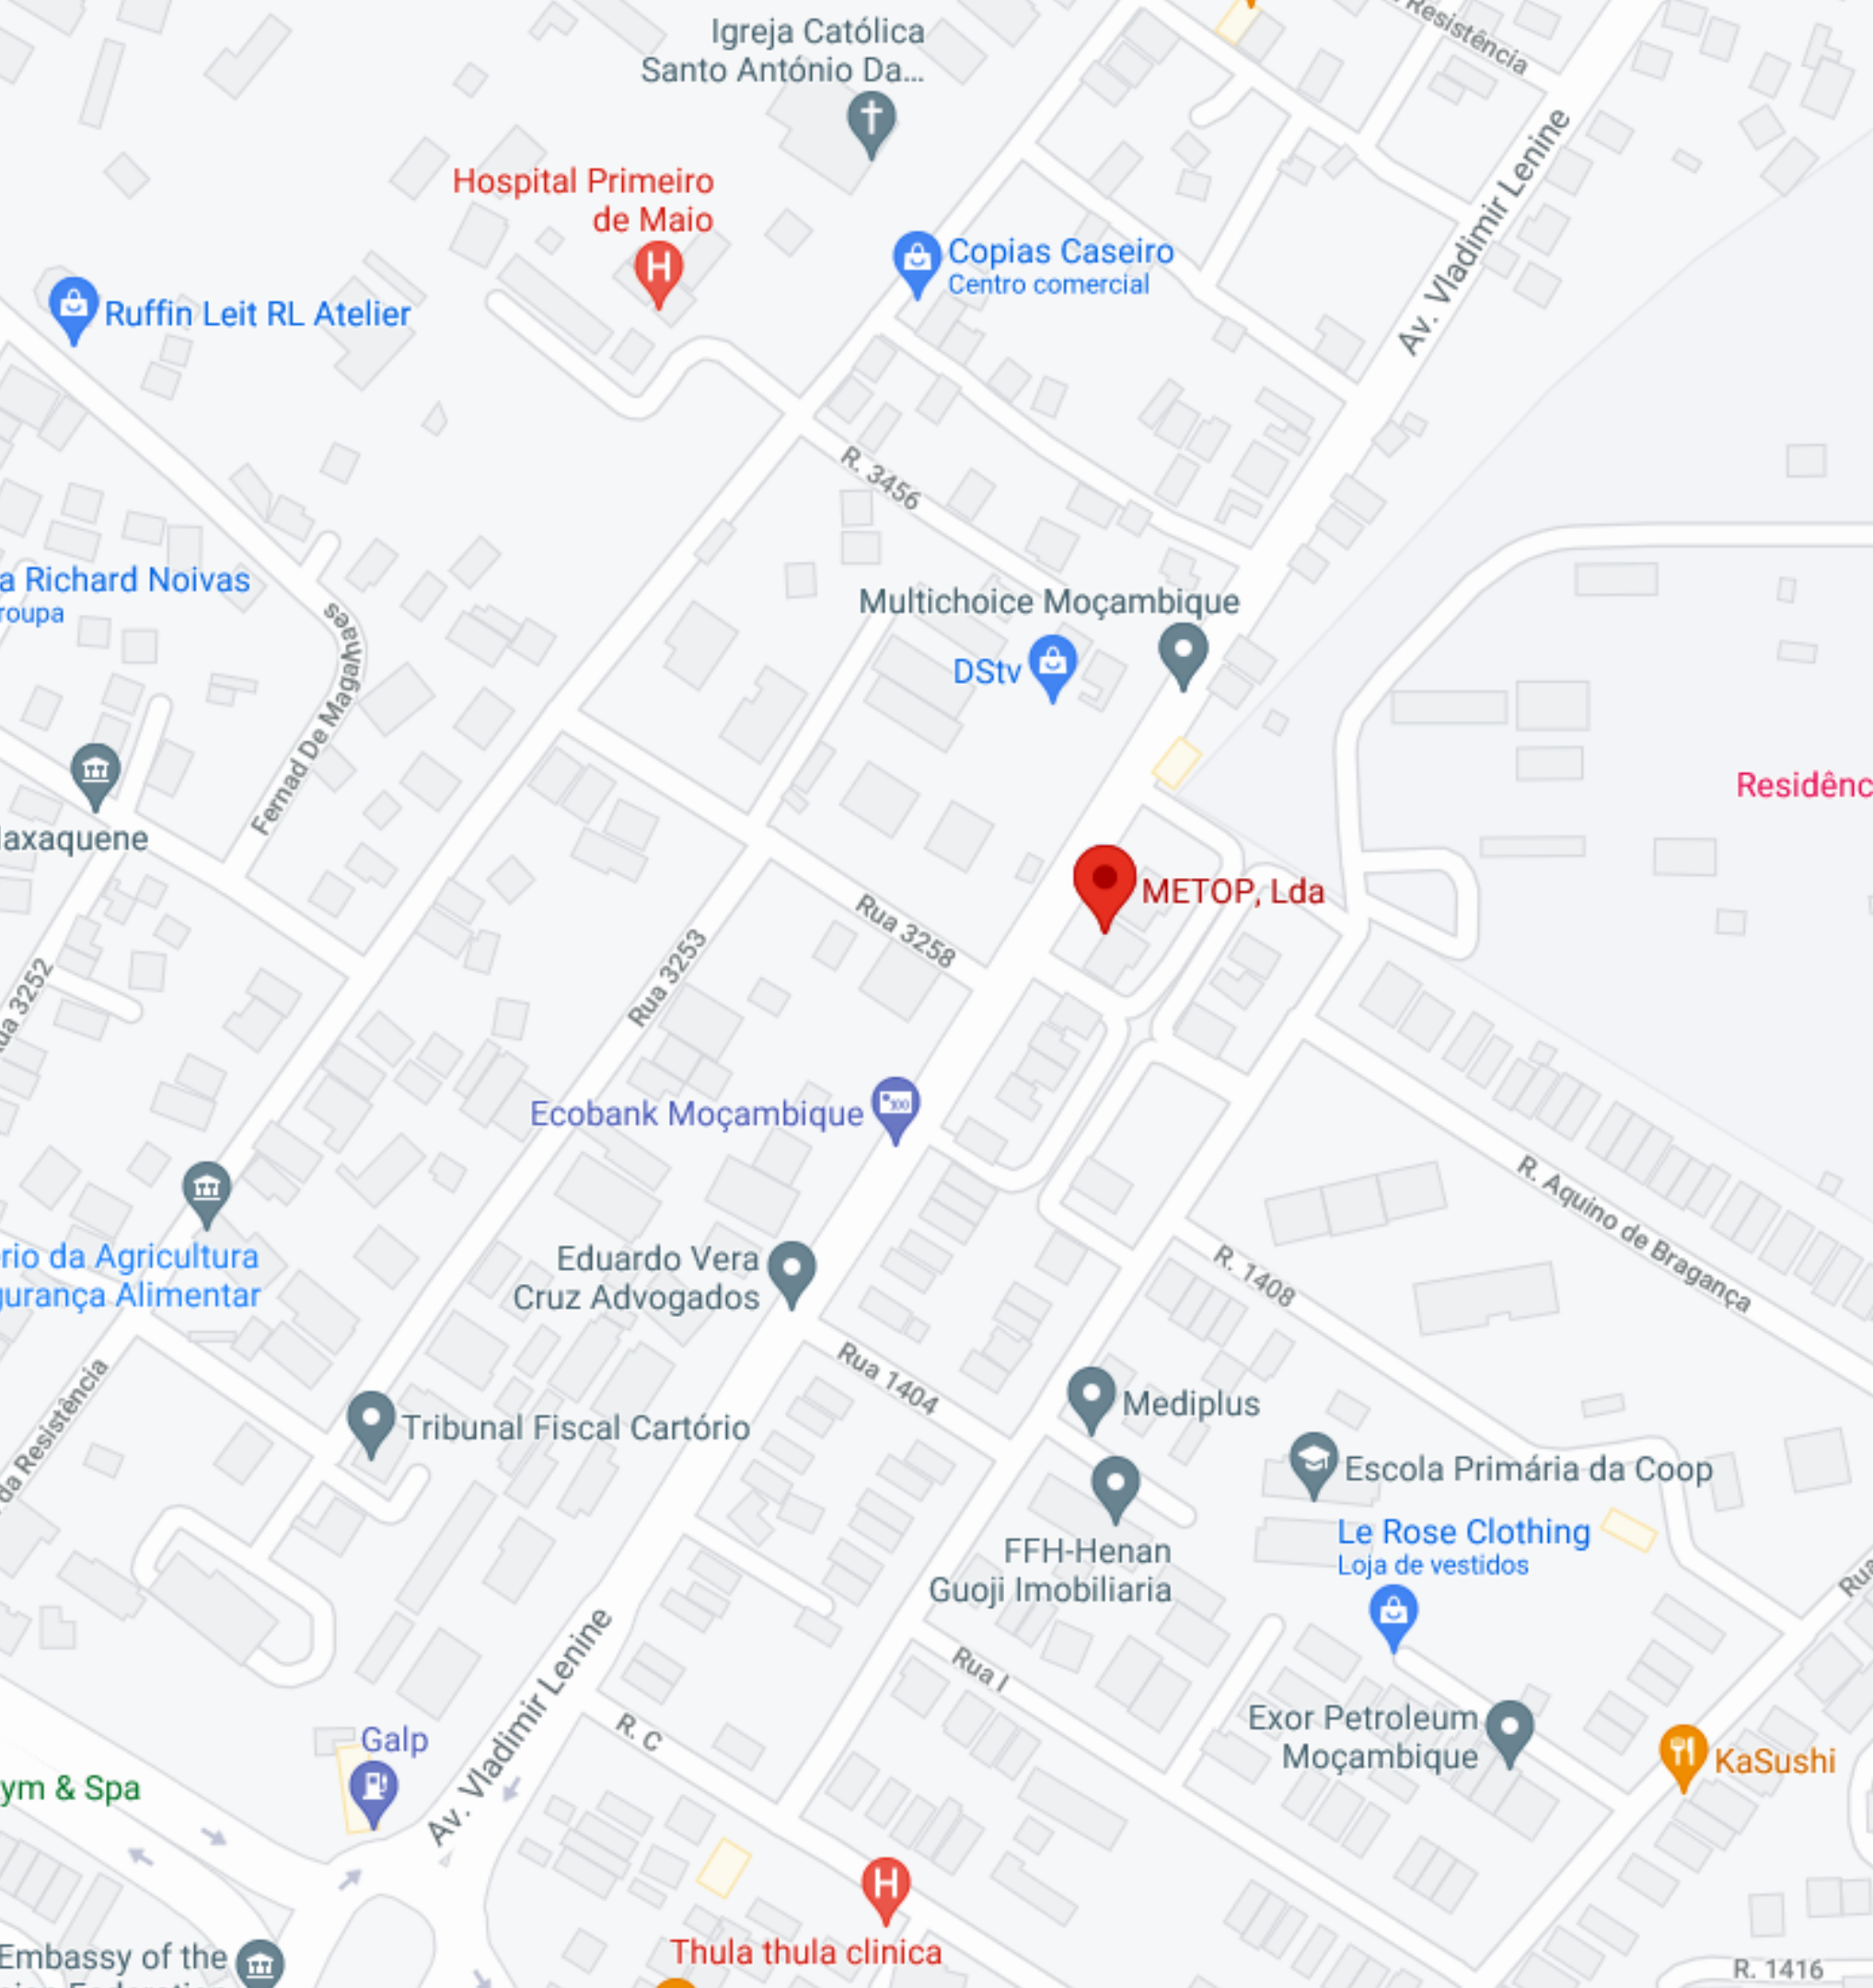 Resistência
Igreja Católica
Santo António Da...
Av. Vladimir Lenine
Hospital Primeiro
de Maio
H
Copias Caseiro
Centro comercial
Ruffin Leit RL Atelier
R. 3456
a Richard Noivas
roupa
Multichoice Moçambique
DStv
Fernad De Magalhaes
Residênc
axaquene
METOP, Lda
Rua 3258
Rua 3253
ua 3252
Ecobank Moçambique
R. Aquino de Bragança
rio da Agricultura
gurança Alimentar
Eduardo Vera
Cruz Advogados
R. 1408
Rua 1404
Mediplus
da Resistência
Tribunal Fiscal Cartório
Escola Primária da Coop
Le Rose Clothing
Loja de vestidos
FFH-Henan
Guoji Imobiliaria
Rua
Av. Vladimir Lenine
Rua I
R. C
Exor Petroleum
Moçambique
KaSushi
Galp
ym & Spa
H
Thula thula clinica
Embassy of the
R. 1416